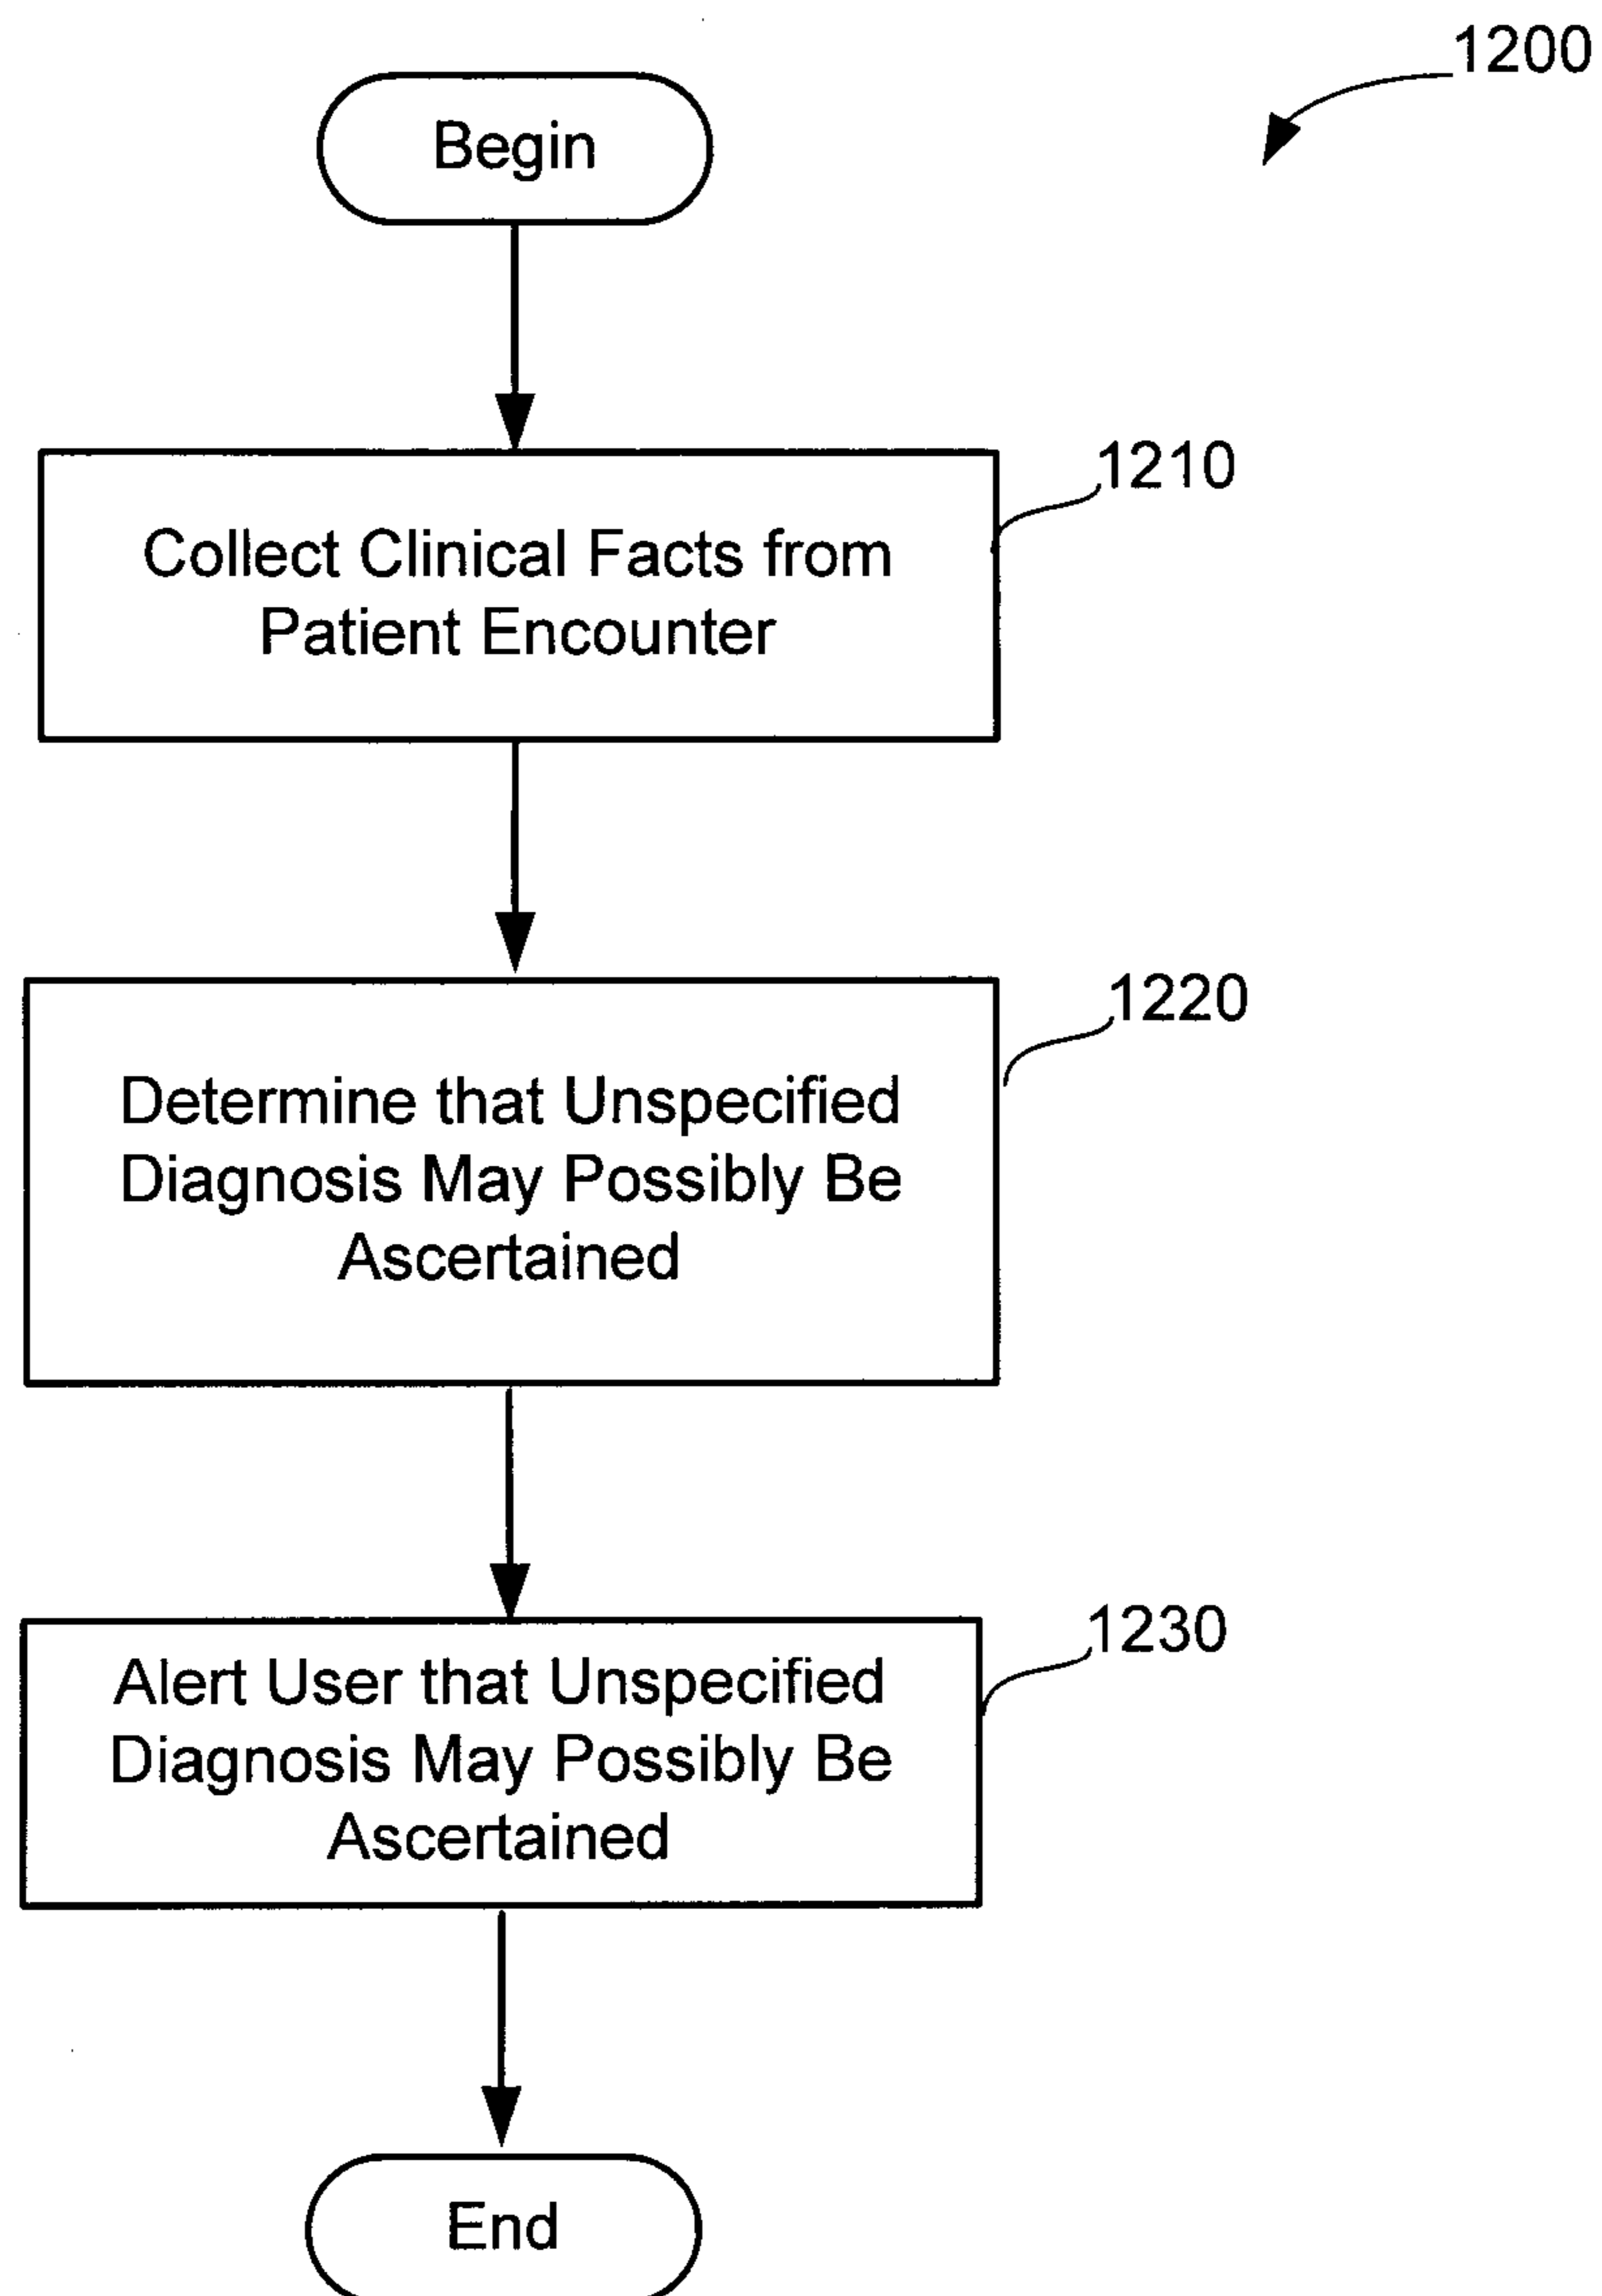 1200
Begin
1210
Collect Clinical Facts from
Patient Encounter
1220
Determine that Unspecified
Diagnosis May Possibly Be
Ascertained
1230
Alert User that Unspecified
Diagnosis May Possibly Be
Ascertained
End